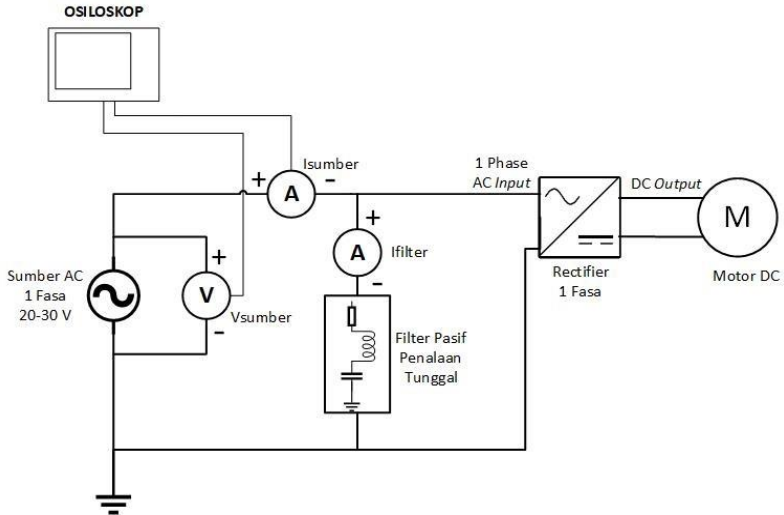 OSILOSKOP
Isumber
+
A
-
1 Phase
AC Input
DC Output
M
Motor DC
Rectifier
1 Fasa
+
A
-
Ifilter
Sumber AC
1 Fasa
20-30 V
+
V
-
Vsumber
Filter Pasif
Penalaan
Tunggal